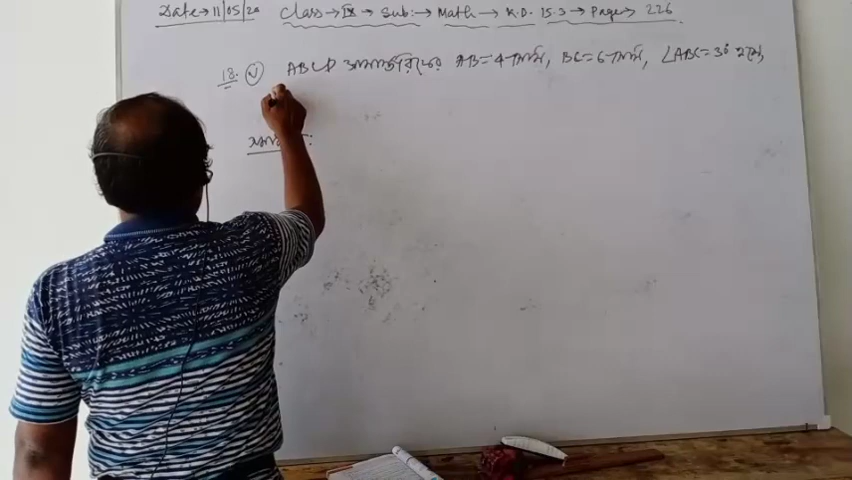 Date→11/05/20 Class→IX→ Sub:→ Math→ K.D. 15.3→ Page→ 226
18. (v) ABCD সামান্তরিকের AB=4 সেমি, BC=6 সেমি, ∠ABC=30° হলে,